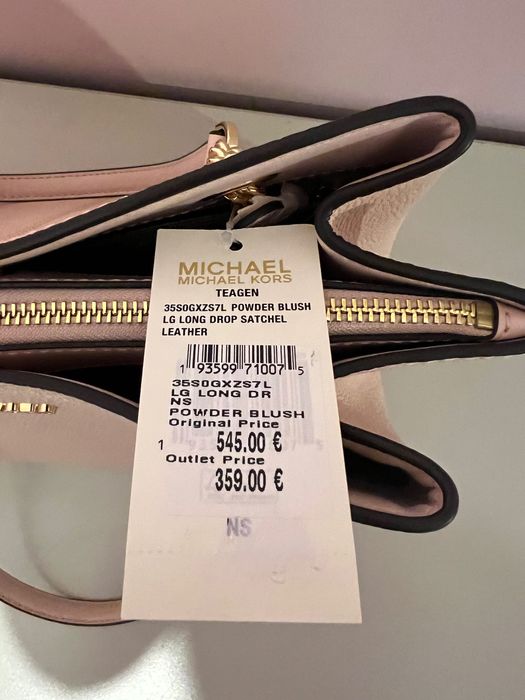 MICHAEL
MICHAEL KORS
TEAGEN
35S0GXZS7L POWDER BLUSH
LG LONG DROP SATCHEL
LEATHER
1 93599 71007 5
35S0GXZS7L
LG LONG DR
NS
POWDER BLUSH
Original Price
1 545.00 €
Outlet Price
359.00 €
NS